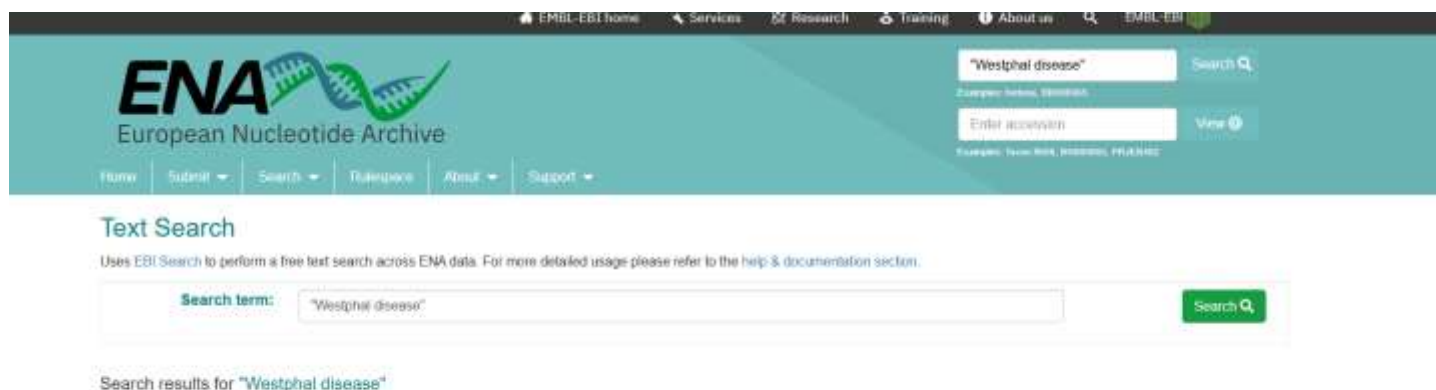 EMBL-EBI home Services Research Training About us EMBL-EBI
ENA
European Nucleotide Archive
"Westphal disease" Search
Enter accession View
Home Submit Search Rulespace About Support
Text Search
Uses EBI Search to perform a free text search across ENA data. For more detailed usage please refer to the help & documentation section.
Search term: "Westphal disease" Search
Search results for "Westphal disease"